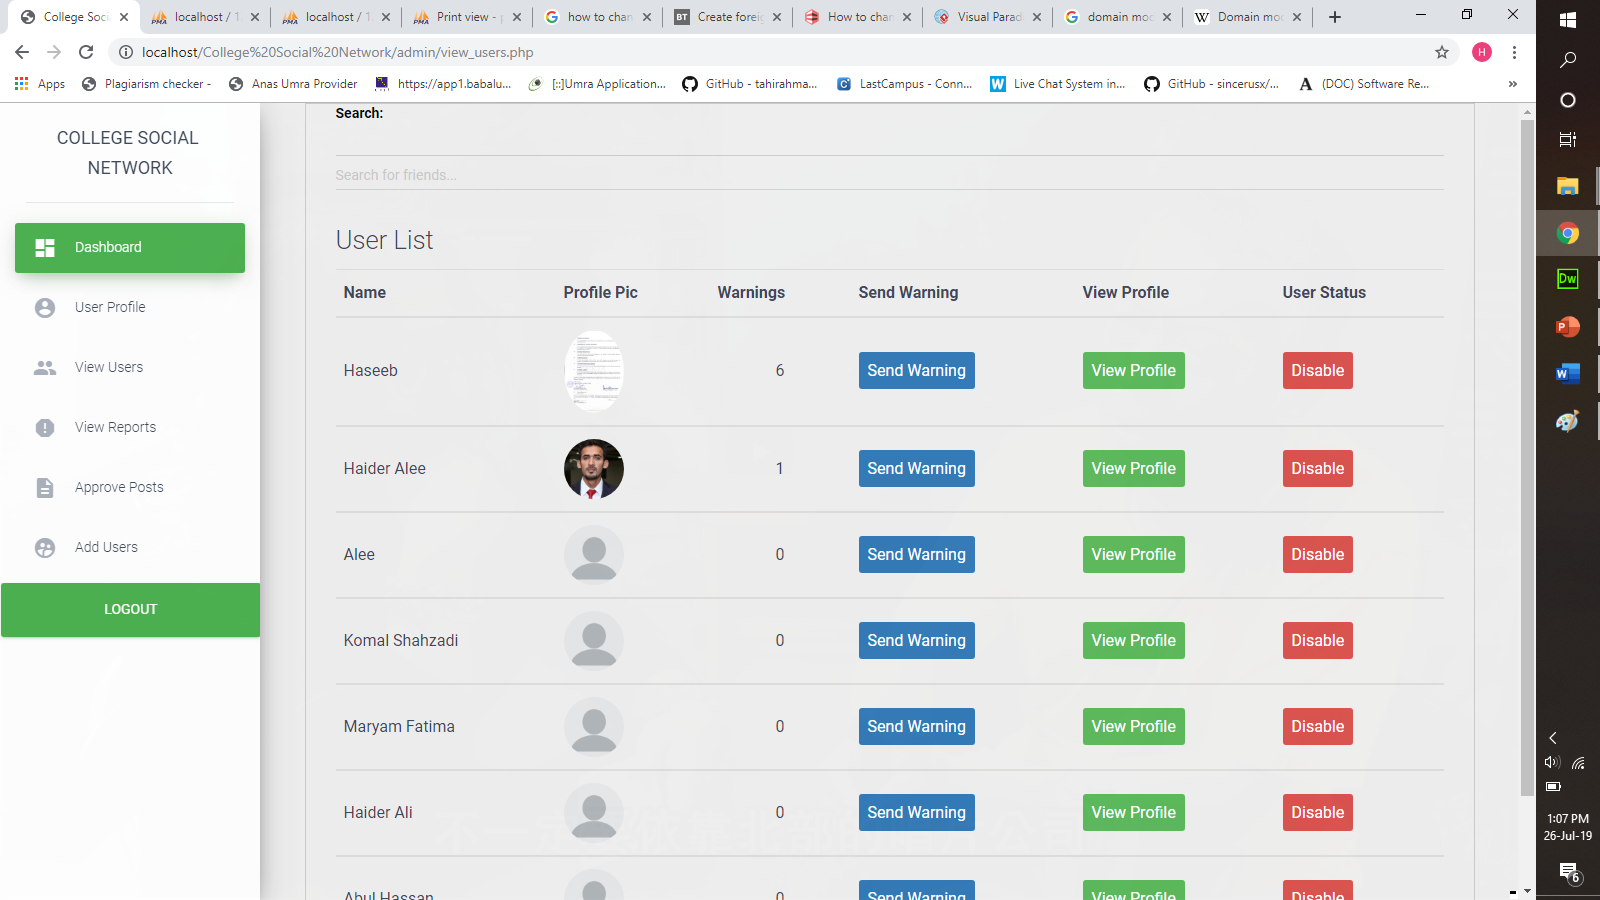 College Soci
localhost / 1
localhost / 1
Print view - p
how to chan
Create foreig
How to char
Visual Parad
domain moc
Domain moc
localhost/College%20Social%20Network/admin/view_users.php
H
Apps
Plagiarism checker -
Anas Umra Provider
https://app1.babalu...
[::]Umra Application...
GitHub - tahirahma...
LastCampus - Conn...
Live Chat System in...
GitHub - sincerusx/...
(DOC) Software Re...
»
COLLEGE SOCIAL
NETWORK
Dashboard
User Profile
View Users
View Reports
Approve Posts
Add Users
LOGOUT
Search:
Search for friends...
User List
Name Profile Pic Warnings Send Warning View Profile User Status
Haseeb 6 Send Warning View Profile Disable
Haider Alee 1 Send Warning View Profile Disable
Alee 0 Send Warning View Profile Disable
Komal Shahzadi 0 Send Warning View Profile Disable
Maryam Fatima 0 Send Warning View Profile Disable
Haider Ali 0 Send Warning View Profile Disable
Abul Hassan 0 Send Warning View Profile Disable
1:07 PM
26-Jul-19
6